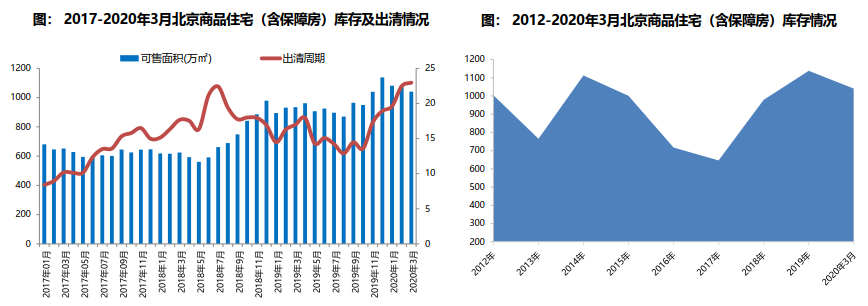 图： 2017-2020年3月北京商品住宅（含保障房）库存及出清情况
可售面积(万㎡)
出清周期
1200
1000
800
600
400
200
0
25
20
15
10
5
0
2017年01月
2017年03月
2017年05月
2017年07月
2017年09月
2017年11月
2018年1月
2018年3月
2018年5月
2018年7月
2018年9月
2018年11月
2019年1月
2019年3月
2019年5月
2019年7月
2019年9月
2019年11月
2020年1月
2020年3月
图： 2012-2020年3月北京商品住宅（含保障房）库存情况
1200
1100
1000
900
800
700
600
500
400
300
200
2012年
2013年
2014年
2015年
2016年
2017年
2018年
2019年
2020年3月